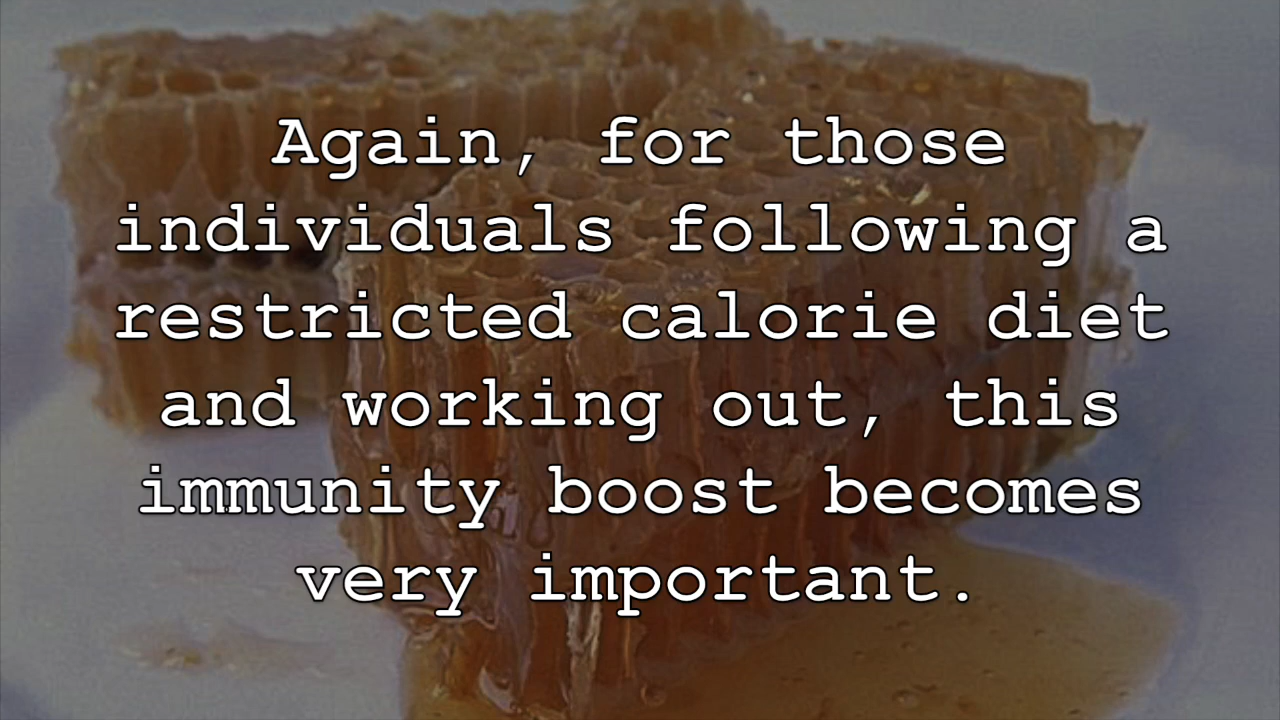 Again, for those
individuals following a
restricted calorie diet
and working out, this
immunity boost becomes
very important.